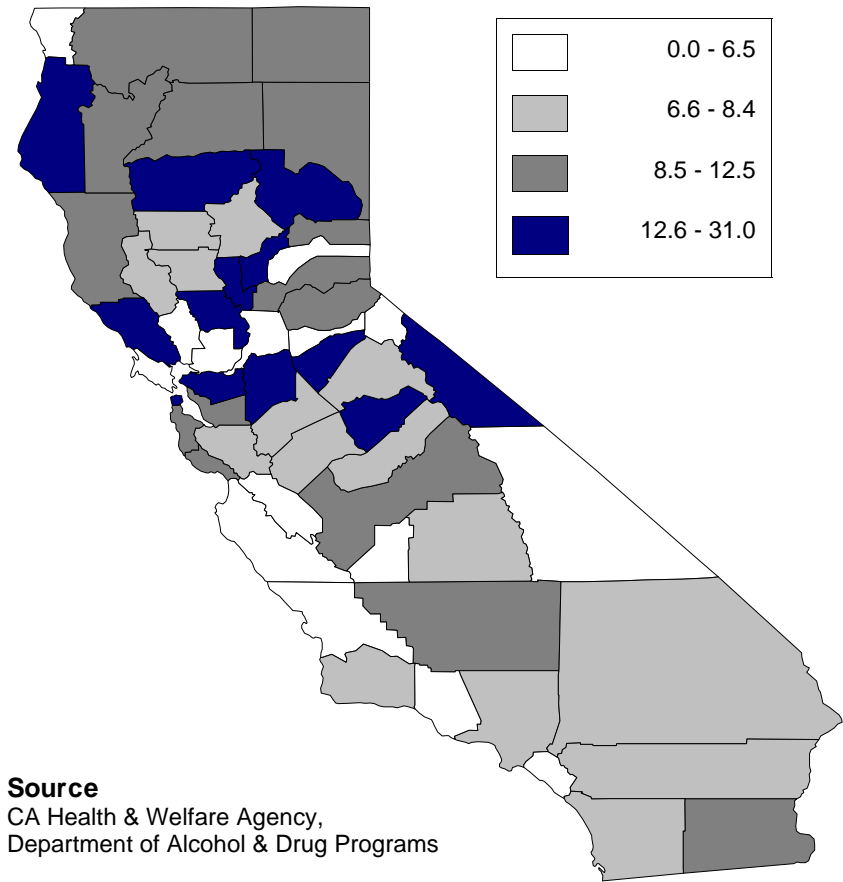 0.0 - 6.5
6.6 - 8.4
8.5 - 12.5
12.6 - 31.0
Source
CA Health & Welfare Agency,
Department of Alcohol & Drug Programs